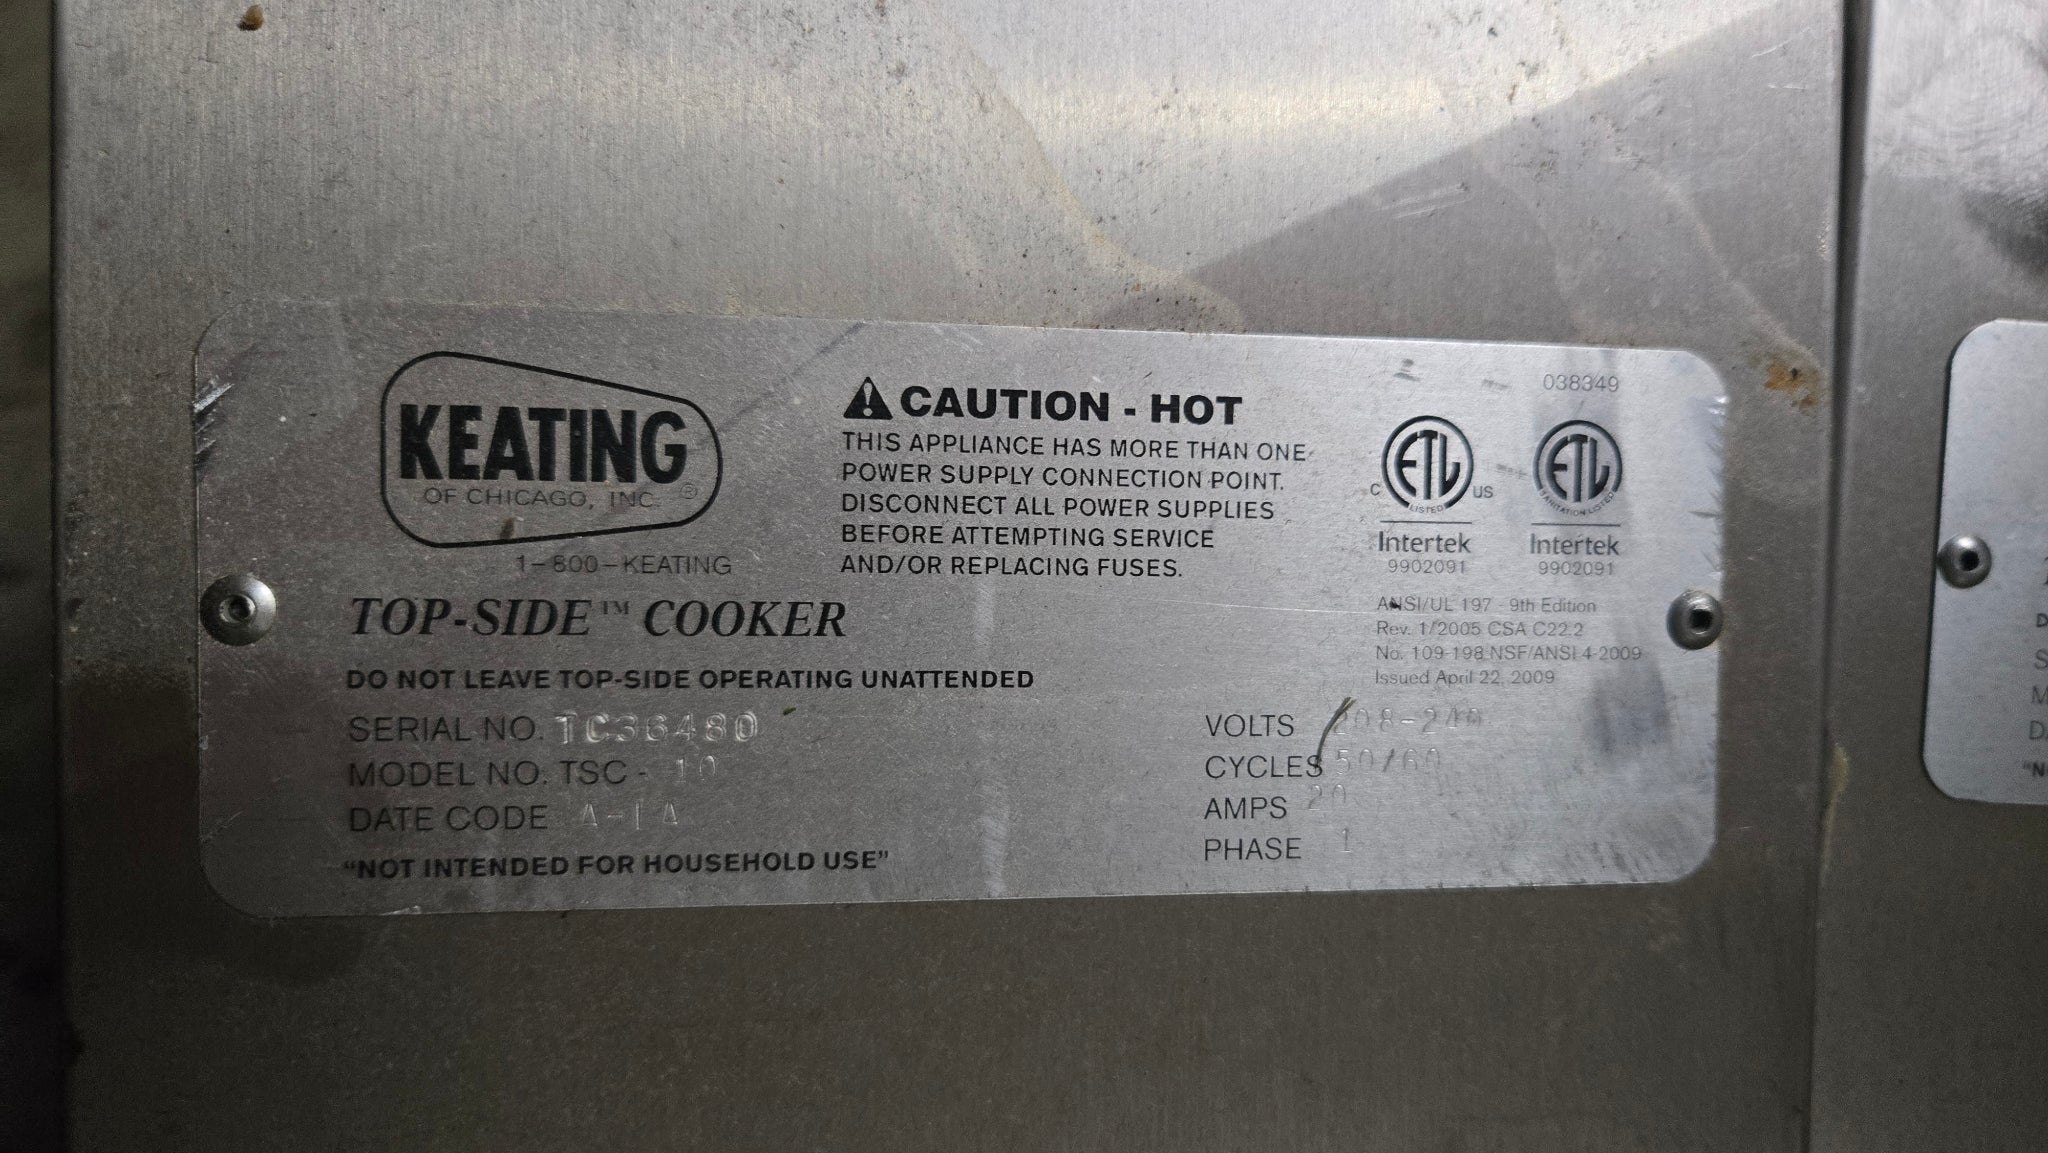 KEATING
OF CHICAGO, INC. ®
1-800-KEATING
CAUTION - HOT
THIS APPLIANCE HAS MORE THAN ONE
POWER SUPPLY CONNECTION POINT.
DISCONNECT ALL POWER SUPPLIES
BEFORE ATTEMPTING SERVICE
AND/OR REPLACING FUSES.
038349
ETL
C US
LISTED
Intertek
9902091
ETL
SANITATION LISTED
Intertek
9902091
ANSI/UL 197 - 9th Edition
Rev. 1/2005 CSA C22.2
No. 109-198 NSF/ANSI 4-2009
Issued April 22, 2009
TOP-SIDE™ COOKER
DO NOT LEAVE TOP-SIDE OPERATING UNATTENDED
SERIAL NO. TC36480
MODEL NO. TSC - 10
DATE CODE
"NOT INTENDED FOR HOUSEHOLD USE"
VOLTS 208-240
CYCLES 50/60
AMPS 20
PHASE 1